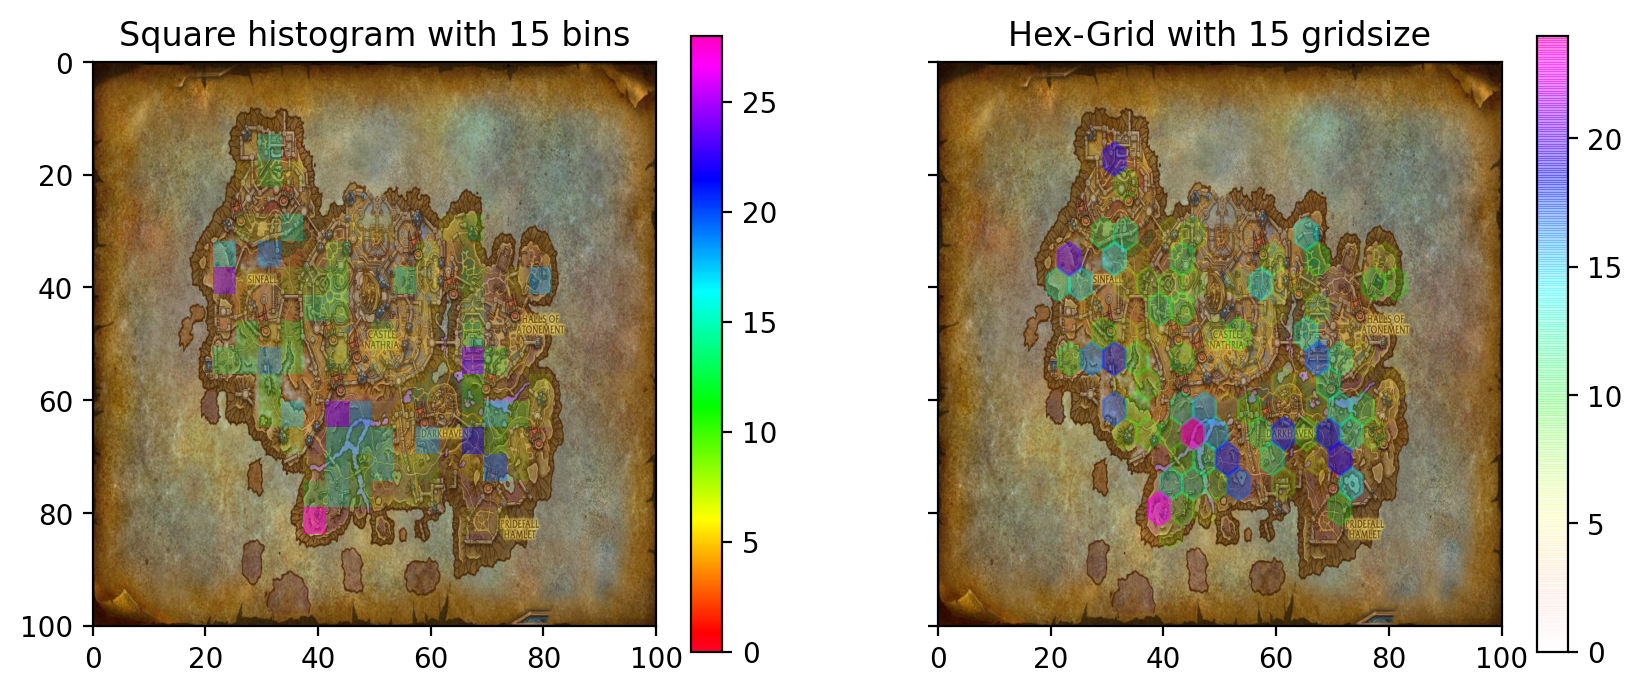 Square histogram with 15 bins
0
20
40
60
80
100
0
20
40
60
80
100
SINFALL
CASTLE
NATHRIA
HALLS OF
ATONEMENT
DARKHAVEN
PRIDEFALL
HAMLET
25
20
15
10
5
0
Hex-Grid with 15 gridsize
0
20
40
60
80
100
SINFALL
CASTLE
NATHRIA
HALLS OF
ATONEMENT
DARKHAVEN
PRIDEFALL
HAMLET
20
15
10
5
0